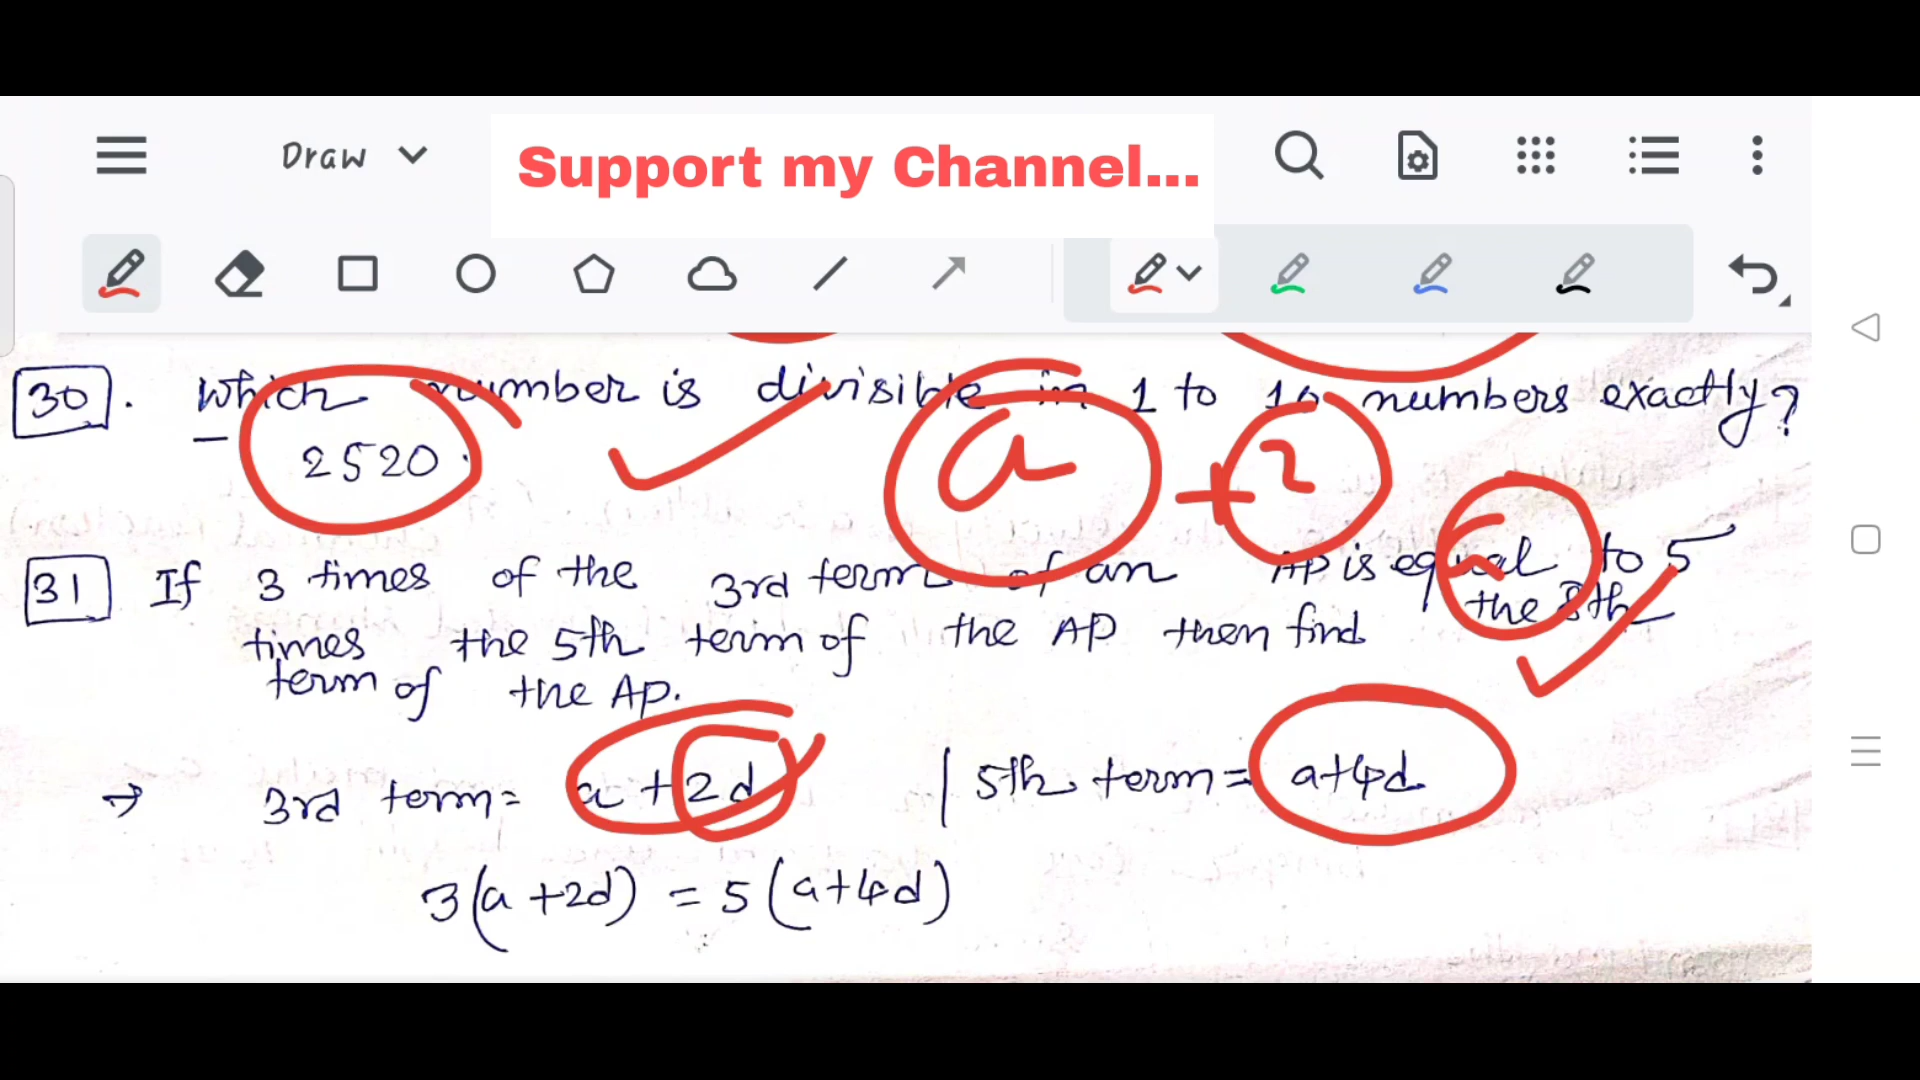 Draw
Support my Channel...
30. Which number is divisible in 1 to 10 numbers exactly?
2520.
a + 2
31 If 3 times of the 3rd term of an AP is equal to 5
times the 5th term of the AP then find the 8th
term of the AP.
→ 3rd term = a + 2d | 5th term = a+4d
3(a +2d) = 5(a+4d)